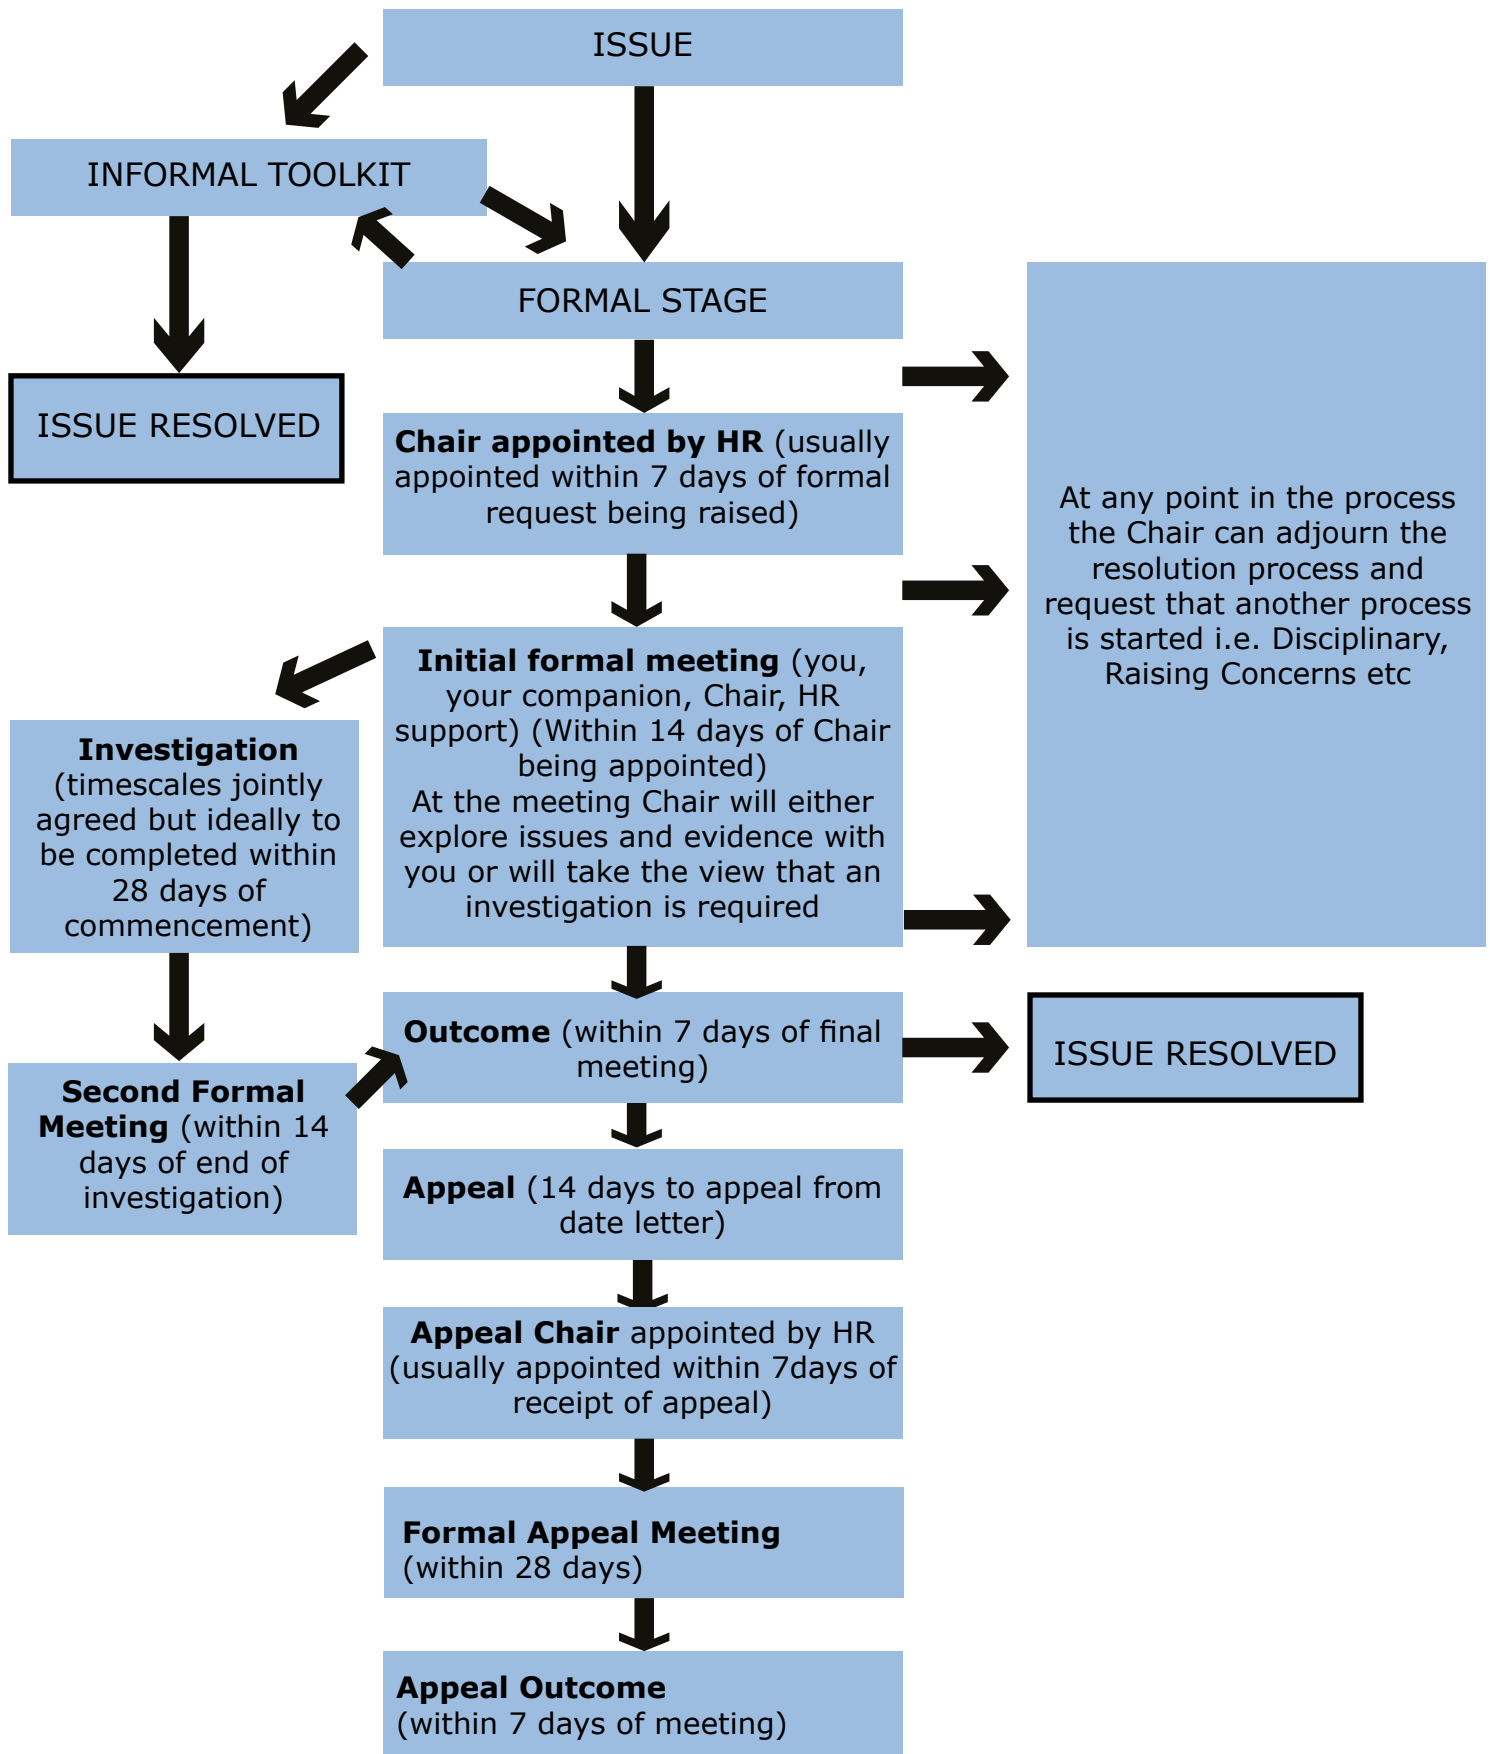 ISSUE
INFORMAL TOOLKIT
FORMAL STAGE
ISSUE RESOLVED
Chair appointed by HR (usually
appointed within 7 days of formal
request being raised)
At any point in the process
the Chair can adjourn the
resolution process and
request that another process
is started i.e. Disciplinary,
Raising Concerns etc
Initial formal meeting (you,
your companion, Chair, HR
support) (Within 14 days of Chair
being appointed)
At the meeting Chair will either
explore issues and evidence with
you or will take the view that an
investigation is required
Investigation
(timescales jointly
agreed but ideally to
be completed within
28 days of
commencement)
Second Formal
Meeting (within 14
days of end of
investigation)
Outcome (within 7 days of final
meeting)
ISSUE RESOLVED
Appeal (14 days to appeal from
date letter)
Appeal Chair appointed by HR
(usually appointed within 7days of
receipt of appeal)
Formal Appeal Meeting
(within 28 days)
Appeal Outcome
(within 7 days of meeting)